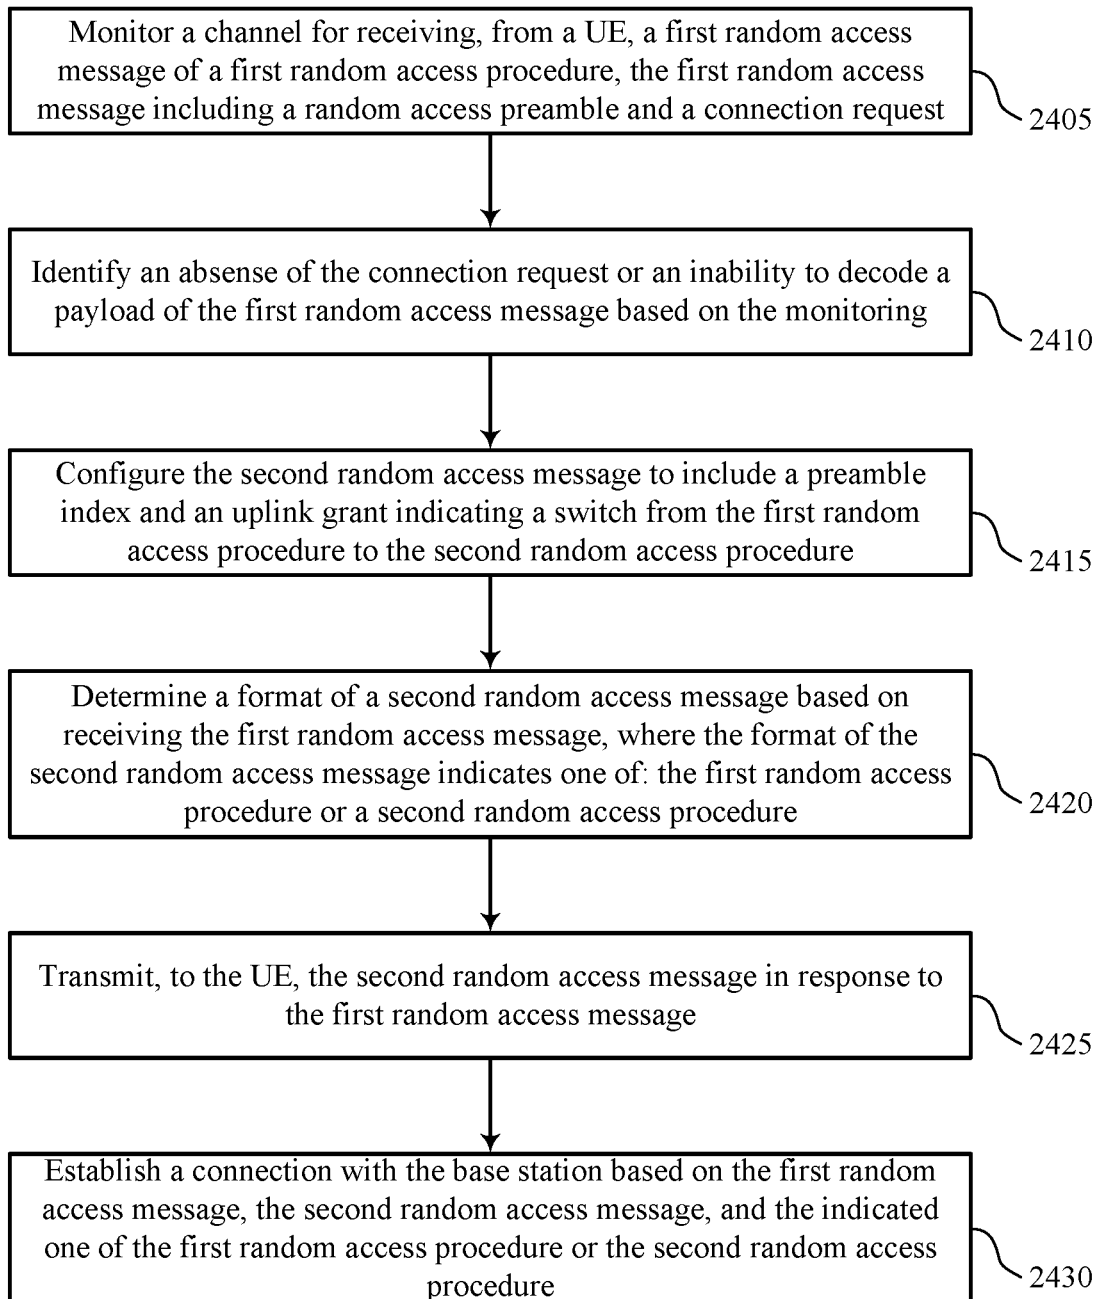 Monitor a channel for receiving, from a UE, a first random access
message of a first random access procedure, the first random access
message including a random access preamble and a connection request
2405
Identify an absence of the connection request or an inability to decode a
payload of the first random access message based on the monitoring
2410
Configure the second random access message to include a preamble
index and an uplink grant indicating a switch from the first random
access procedure to the second random access procedure
2415
Determine a format of a second random access message based on
receiving the first random access message, where the format of the
second random access message indicates one of: the first random access
procedure or a second random access procedure
2420
Transmit, to the UE, the second random access message in response to
the first random access message
2425
Establish a connection with the base station based on the first random
access message, the second random access message, and the indicated
one of the first random access procedure or the second random access
procedure
2430